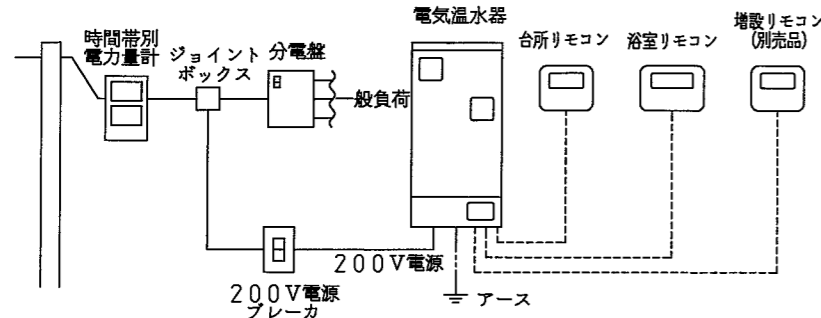 時間帯別
電力量計
ジョイント
ボックス
分電盤
一般負荷
電気温水器
台所リモコン
浴室リモコン
増設リモコン
(別売品)
200V電源
200V電源
ブレーカ
アース